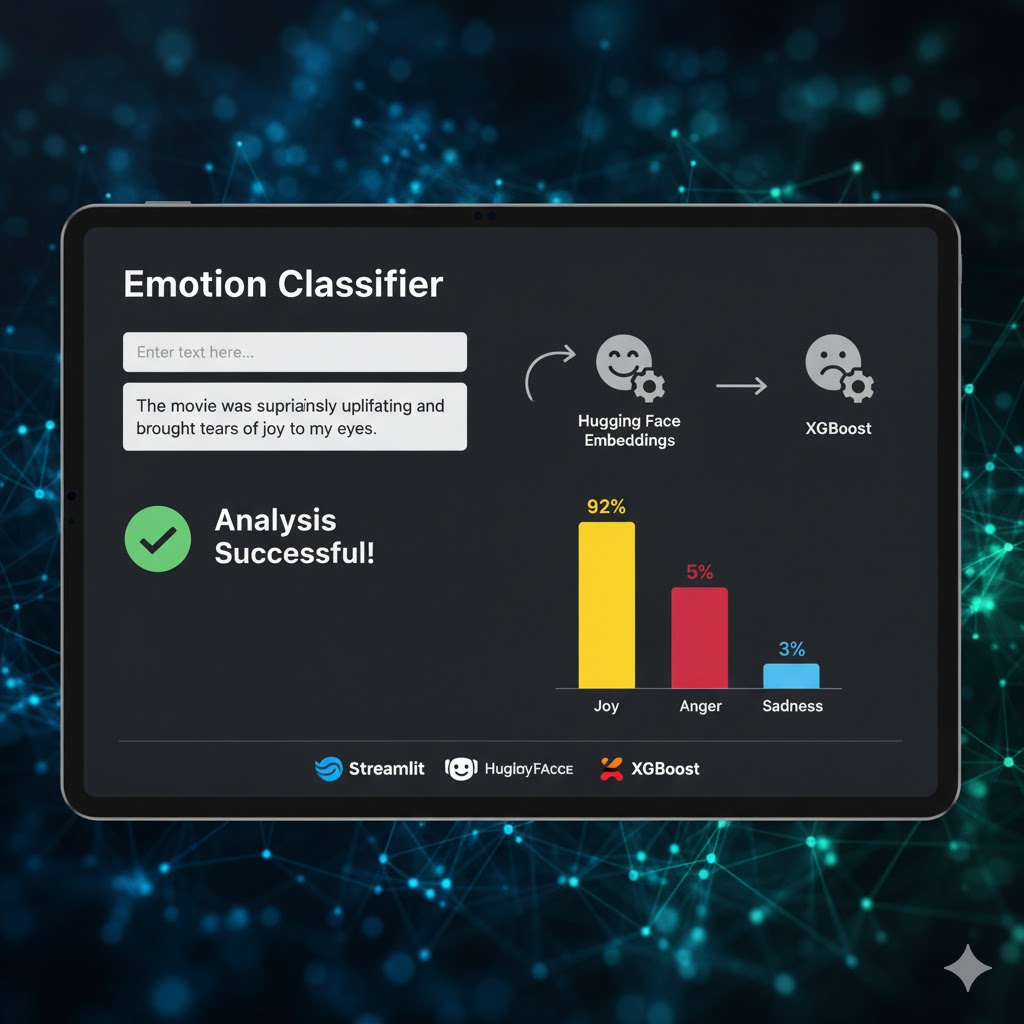 Emotion Classifier
Enter text here...
The movie was supriainsly uplifating and
brought tears of joy to my eyes.
Hugging Face
Embeddings
XGBoost
Analysis
Successful!
92%
5%
3%
Joy
Anger
Sadness
Streamlit
HugloyFAcce
XGBoost